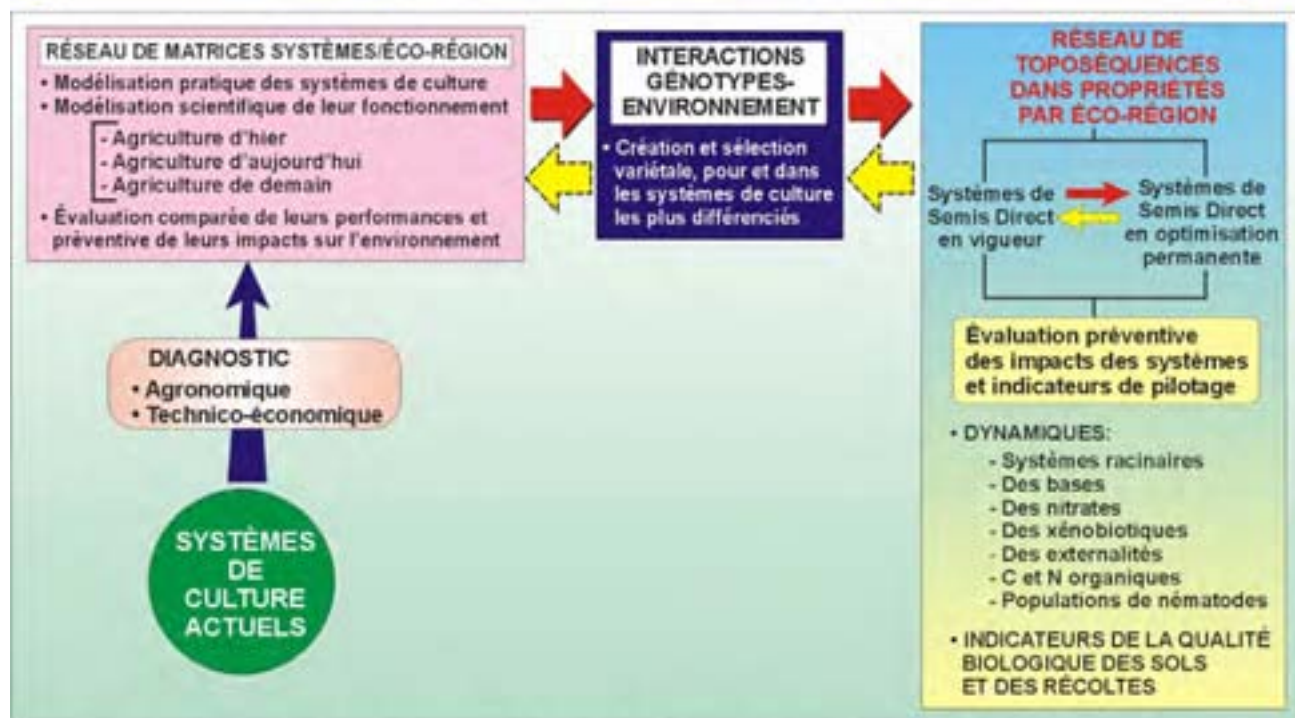 RÉSEAU DE MATRICES SYSTÈMES/ÉCO-RÉGION
• Modélisation pratique des systèmes de culture
• Modélisation scientifique de leur fonctionnement
- Agriculture d'hier
- Agriculture d'aujourd'hui
- Agriculture de demain
• Évaluation comparée de leurs performances et
préventive de leurs impacts sur l'environnement
DIAGNOSTIC
• Agronomique
• Technico-économique
SYSTÈMES
DE
CULTURE
ACTUELS
INTERACTIONS
GÉNOTYPES-
ENVIRONNEMENT
• Création et sélection
variétale, pour et dans
les systèmes de culture
les plus différenciés
RÉSEAU DE
TOPOSÉQUENCES
DANS PROPRIÉTÉS
PAR ÉCO-RÉGION
Systèmes de
Semis Direct
en vigueur
Systèmes de
Semis Direct
en optimisation
permanente
Évaluation préventive
des impacts des systèmes
et indicateurs de pilotage
• DYNAMIQUES:
- Systèmes racinaires
- Des bases
- Des nitrates
- Des xénobiotiques
- Des externalités
- C et N organiques
- Populations de nématodes
• INDICATEURS DE LA QUALITÉ
BIOLOGIQUE DES SOLS
ET DES RÉCOLTES